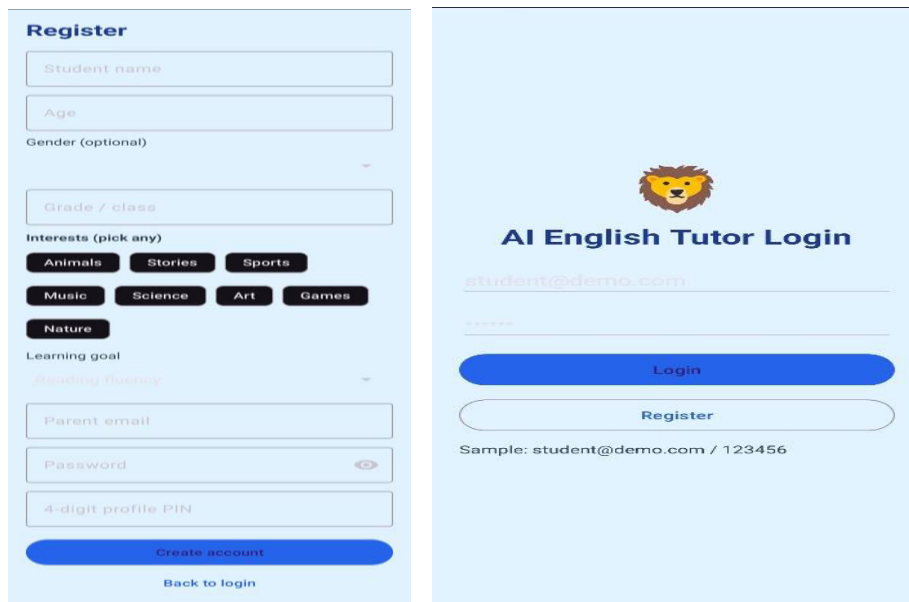 Register
Student name
Age
Gender (optional)
Grade / class
Interests (pick any)
Animals Stories Sports
Music Science Art Games
Nature
Learning goal
Reading fluency
Parent email
Password
4-digit profile PIN
Create account
Back to login
AI English Tutor Login
student@demo.com
······
Login
Register
Sample: student@demo.com / 123456